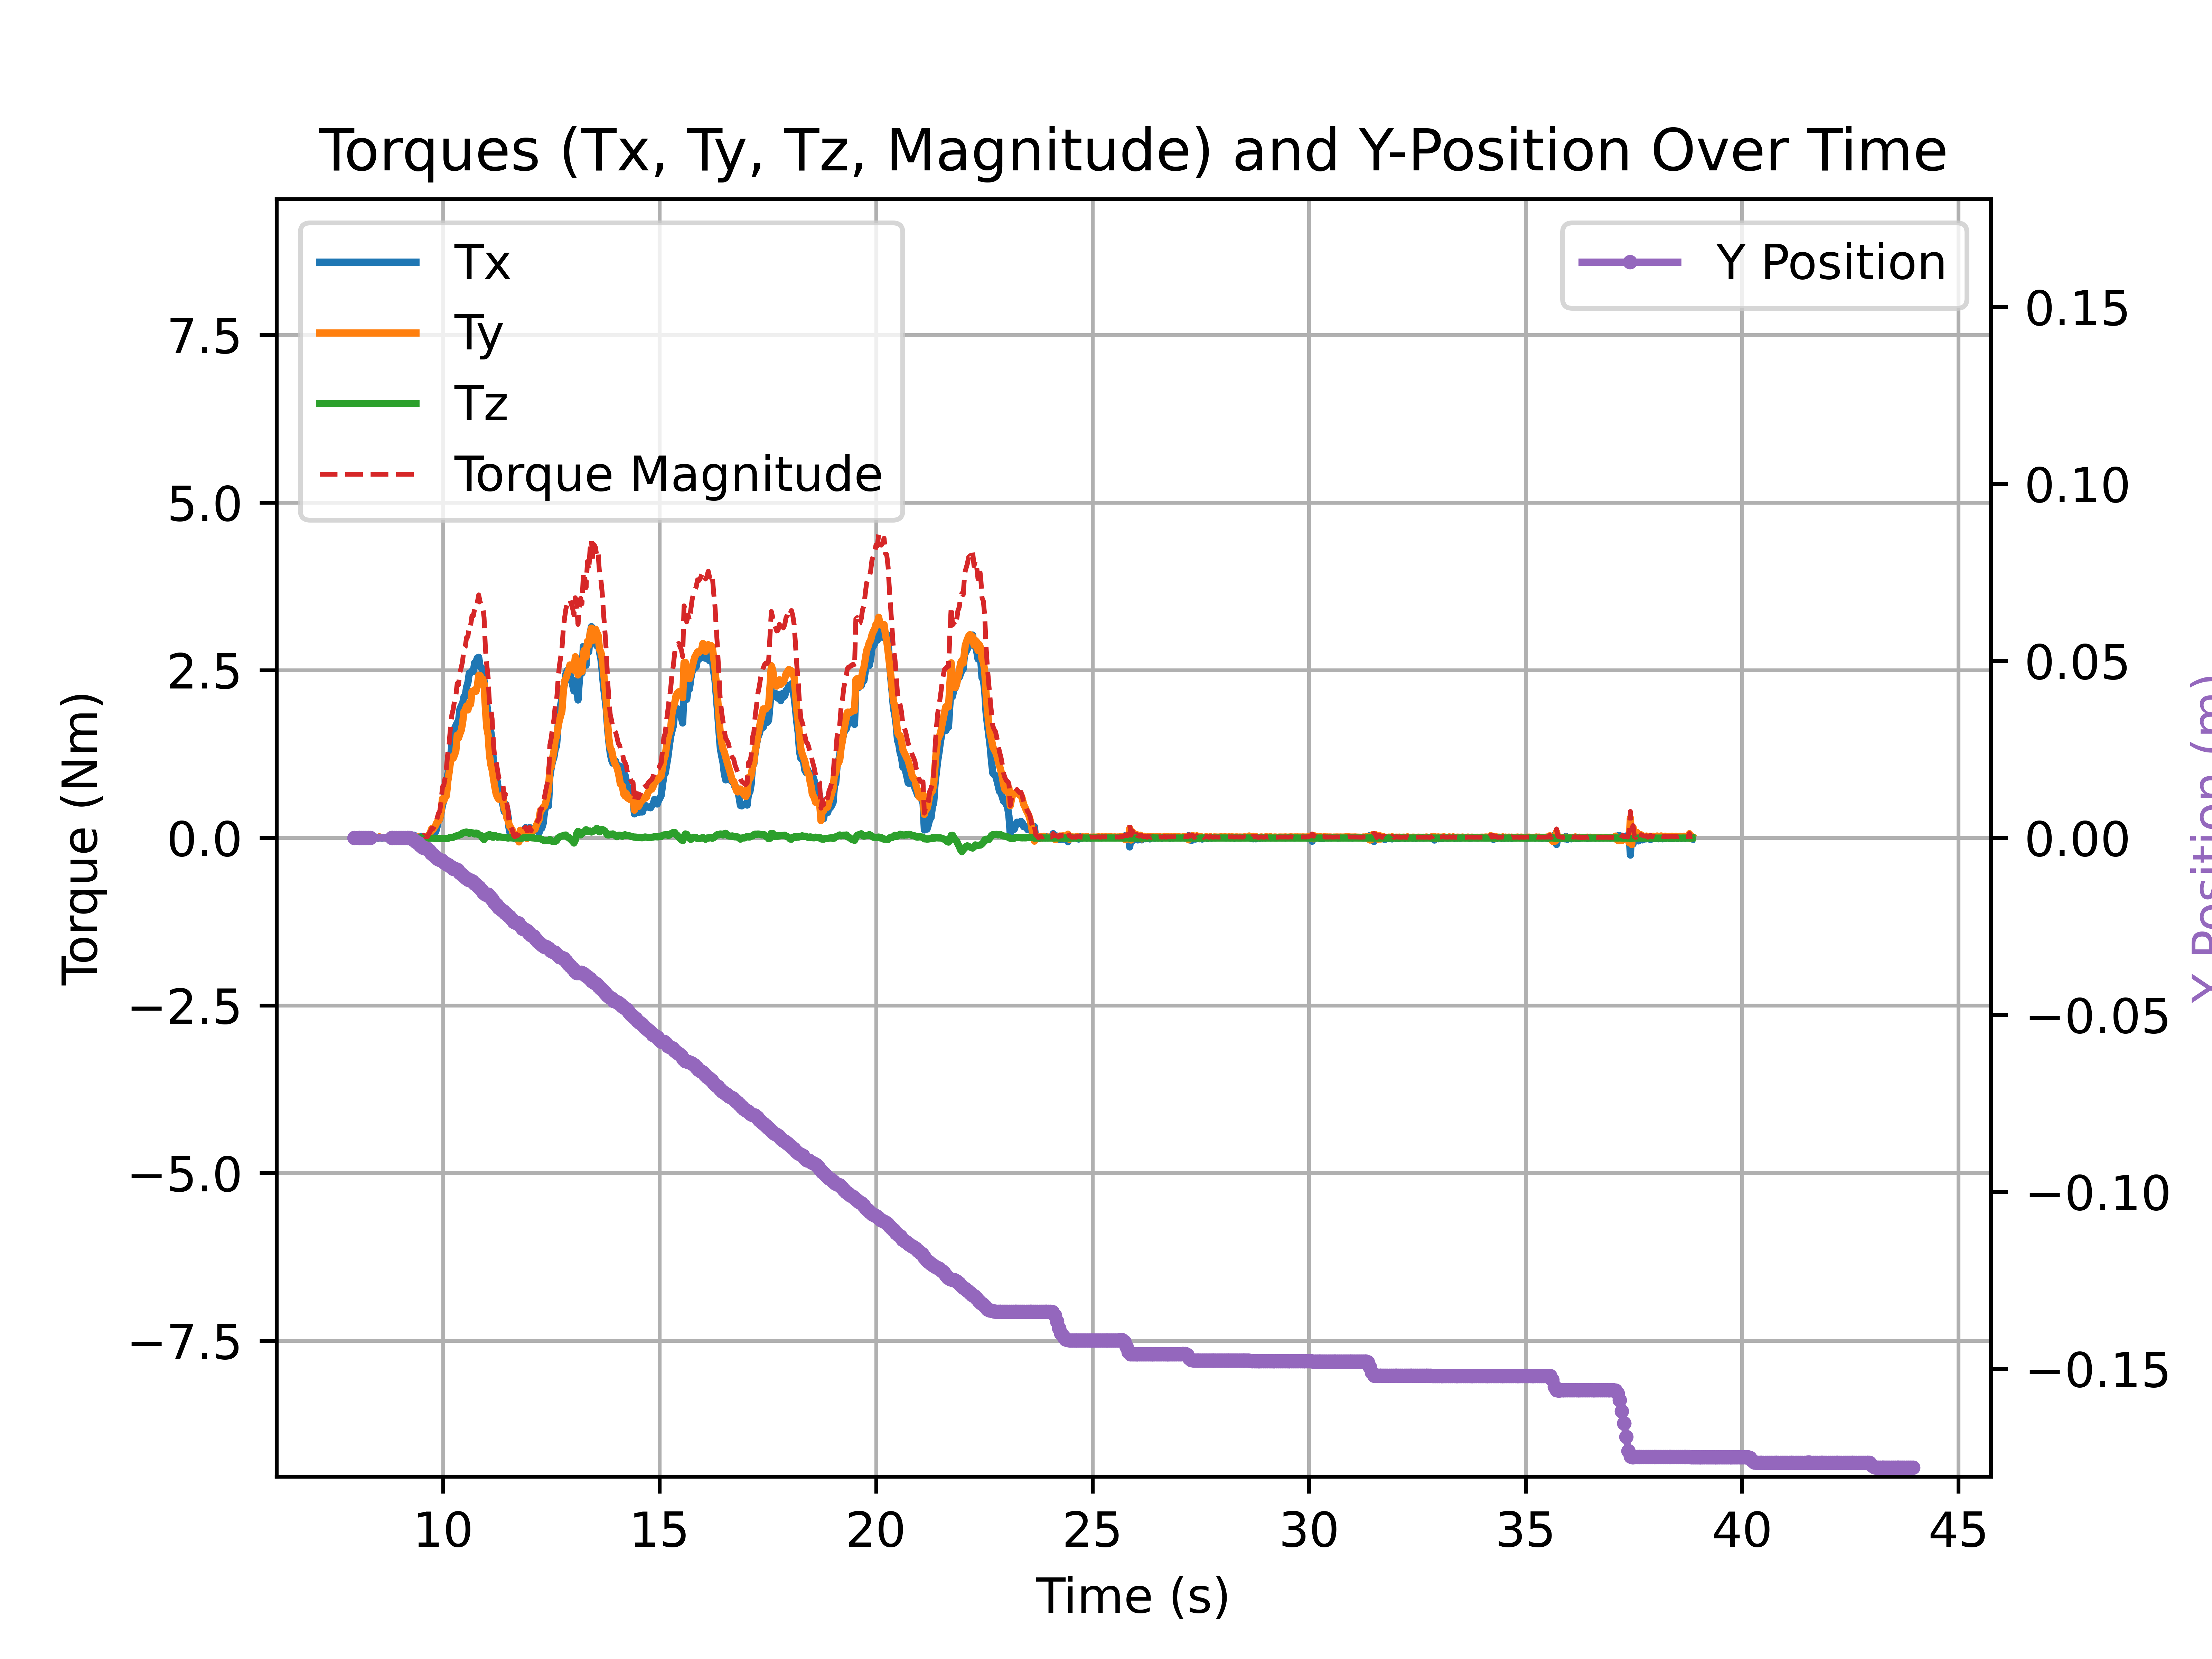 Torques (Tx, Ty, Tz, Magnitude) and Y-Position Over Time
Tx
Ty
Tz
Torque Magnitude
Y Position
7.5
5.0
2.5
0.0
−2.5
−5.0
−7.5
Torque (Nm)
0.15
0.10
0.05
0.00
−0.05
−0.10
−0.15
Y Position (m)
10
15
20
25
30
35
40
45
Time (s)